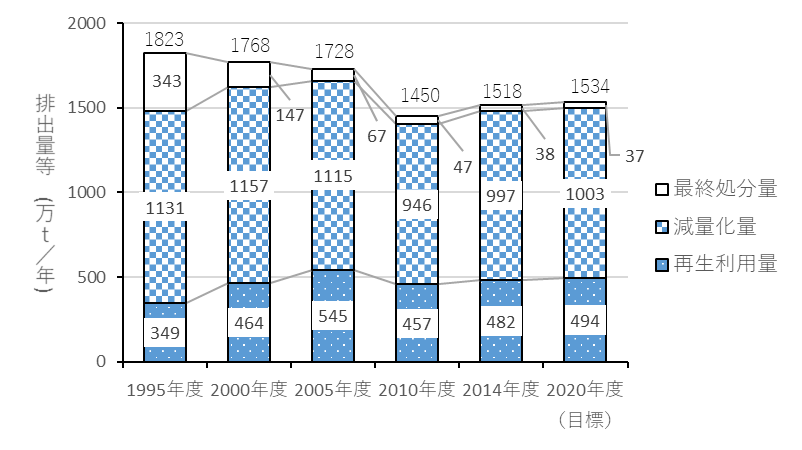 排出量等 (万t/年)
2000
1500
1000
500
0
1823 1768 1728 1450 1518 1534
343 147 67 47 38 37
1131 1157 1115 946 997 1003
349 464 545 457 482 494
1995年度 2000年度 2005年度 2010年度 2014年度 2020年度
（目標）
最終処分量
減量化量
再生利用量